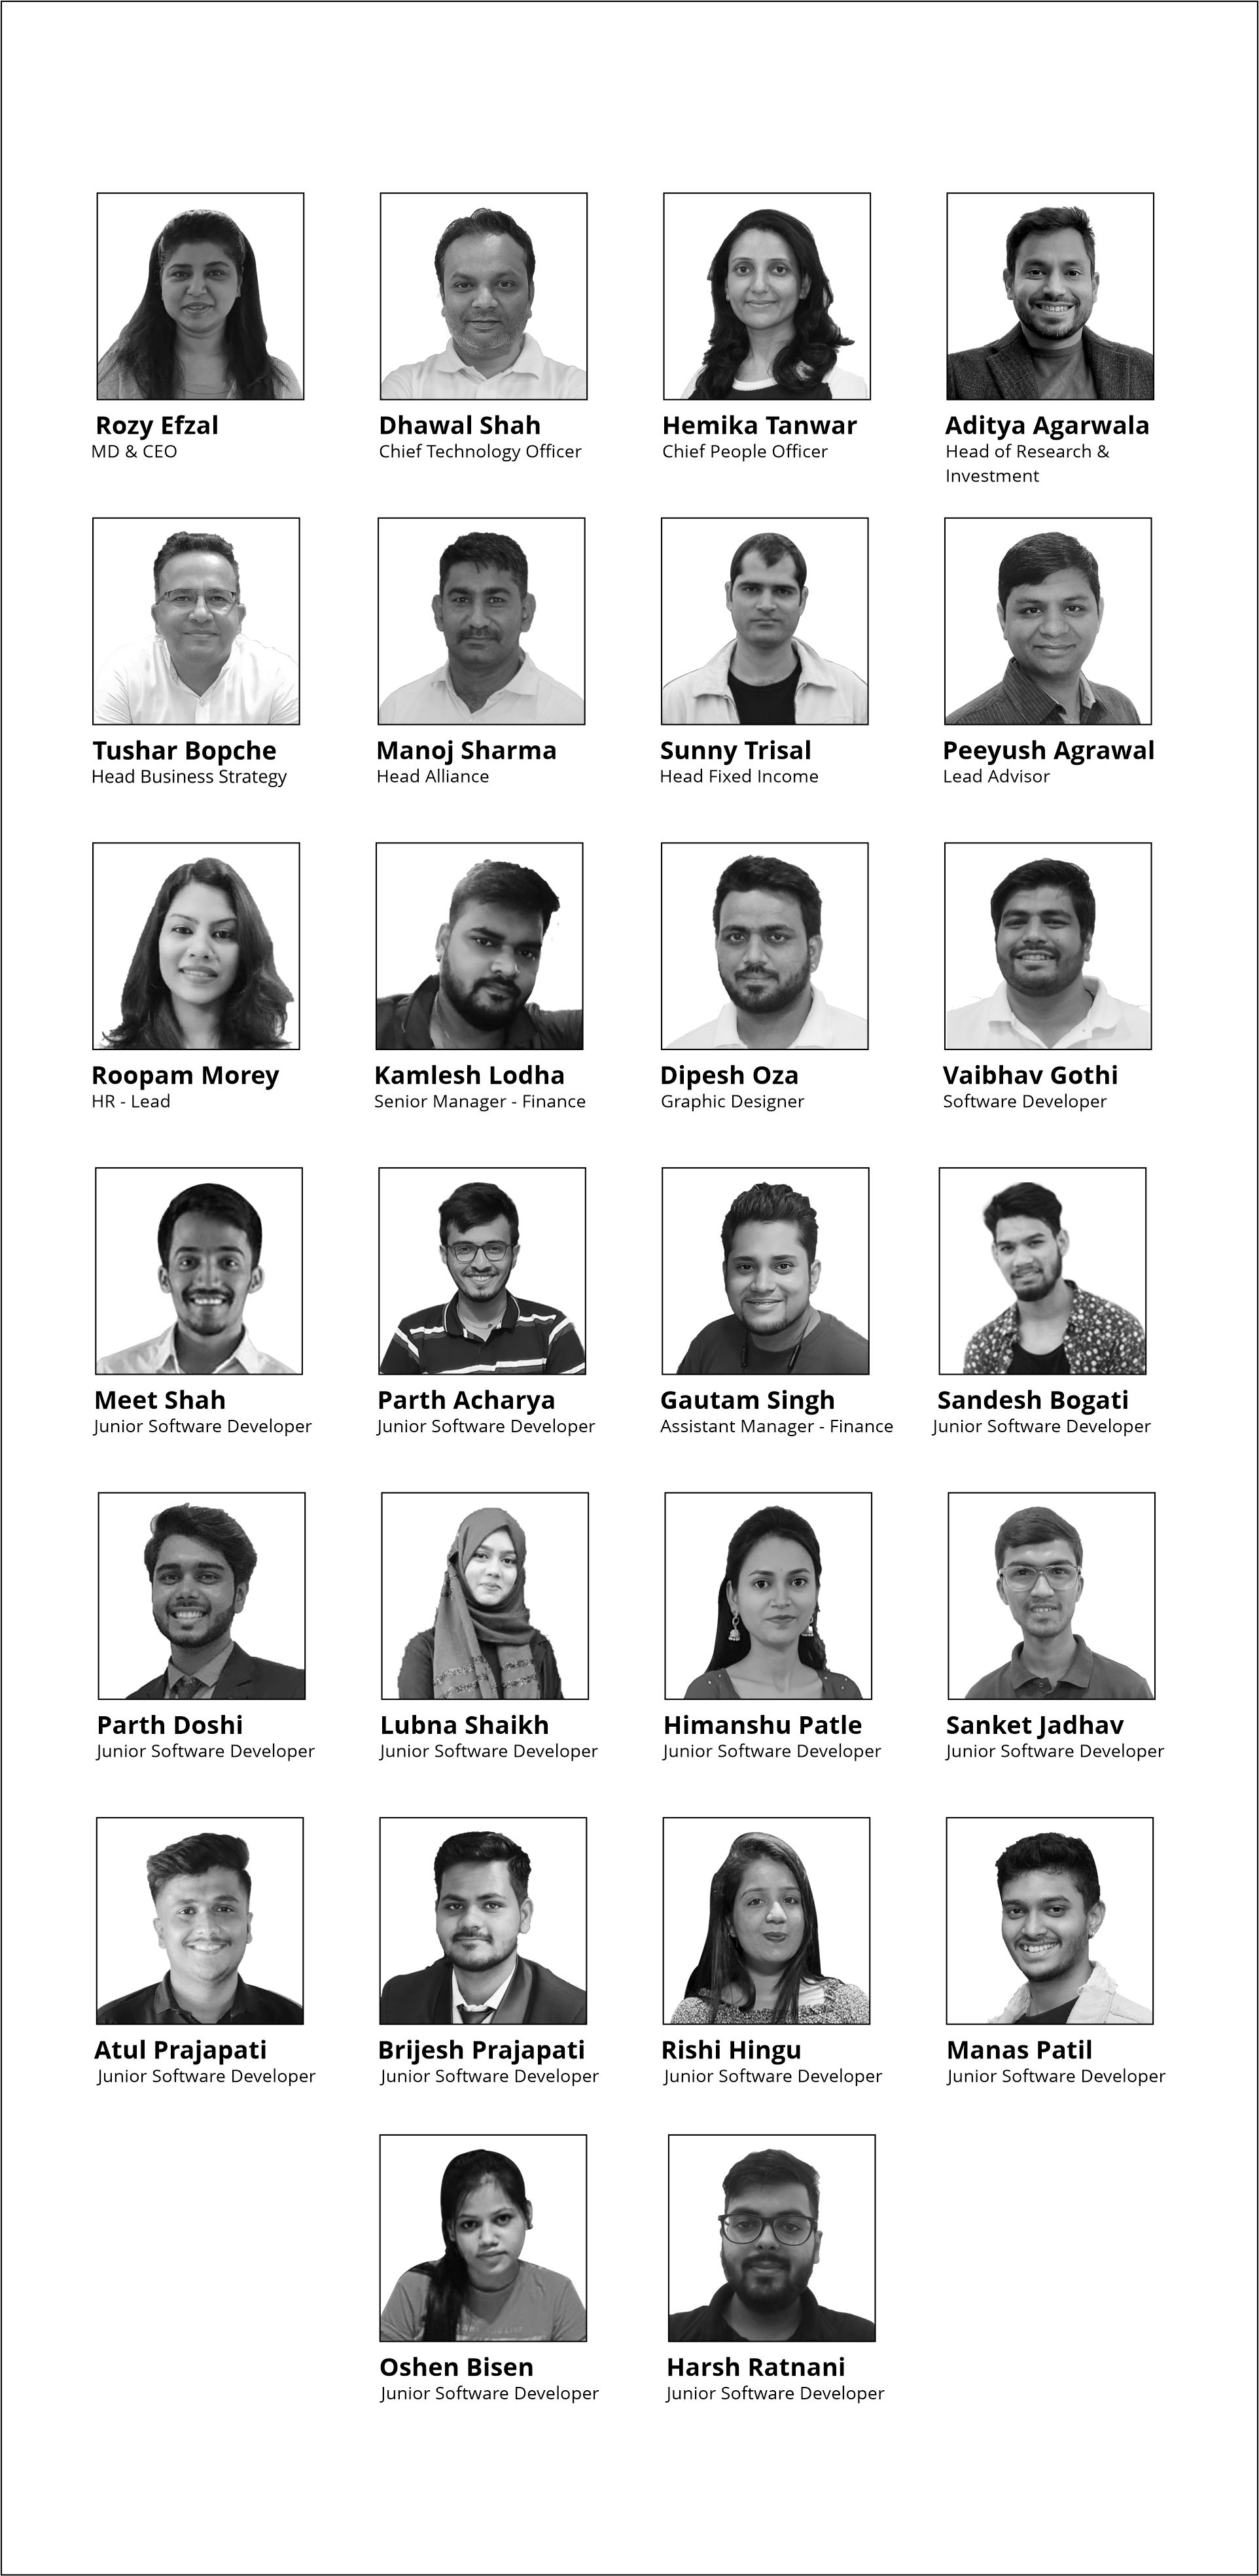 Rozy Efzal
MD & CEO
Dhawal Shah
Chief Technology Officer
Hemika Tanwar
Chief People Officer
Aditya Agarwala
Head of Research &
Investment
Tushar Bopche
Head Business Strategy
Manoj Sharma
Head Alliance
Sunny Trisal
Head Fixed Income
Peeyush Agrawal
Lead Advisor
Roopam Morey
HR - Lead
Kamlesh Lodha
Senior Manager - Finance
Dipesh Oza
Graphic Designer
Vaibhav Gothi
Software Developer
Meet Shah
Junior Software Developer
Parth Acharya
Junior Software Developer
Gautam Singh
Assistant Manager - Finance
Sandesh Bogati
Junior Software Developer
Parth Doshi
Junior Software Developer
Lubna Shaikh
Junior Software Developer
Himanshu Patle
Junior Software Developer
Sanket Jadhav
Junior Software Developer
Atul Prajapati
Junior Software Developer
Brijesh Prajapati
Junior Software Developer
Rishi Hingu
Junior Software Developer
Manas Patil
Junior Software Developer
Oshen Bisen
Junior Software Developer
Harsh Ratnani
Junior Software Developer